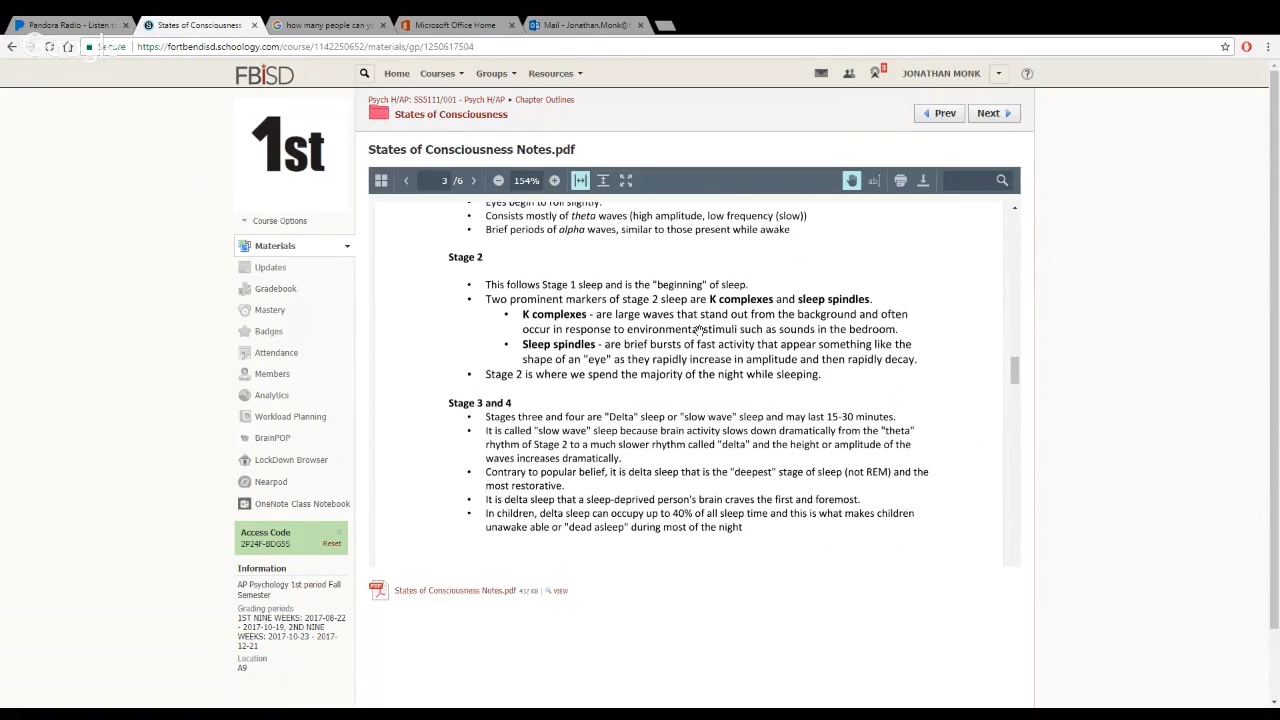 Pandora Radio - Listen to
States of Consciousness
how many people can yo
Microsoft Office Home
Mail - Jonathan.Monk@
Secure
https://fortbendisd.schoology.com/course/1142250652/materials/gp/1250617504
FBISD
Home
Courses
Groups
Resources
3
JONATHAN MONK
1st
Course Options
Materials
Updates
Gradebook
Mastery
Badges
Attendance
Members
Analytics
Workload Planning
BrainPOP
LockDown Browser
Nearpod
OneNote Class Notebook
Access Code
2P24F-BDG5S
Reset
Information
AP Psychology 1st period Fall
Semester
Grading periods
1ST NINE WEEKS: 2017-08-22
- 2017-10-19, 2ND NINE
WEEKS: 2017-10-23 - 2017-
12-21
Location
A9
Psych H/AP: SS5111/001 - Psych H/AP ▸ Chapter Outlines
States of Consciousness
Prev
Next
States of Consciousness Notes.pdf
3 /6
154%
Eyes begin to roll slightly.
• Consists mostly of theta waves (high amplitude, low frequency (slow))
• Brief periods of alpha waves, similar to those present while awake
Stage 2
• This follows Stage 1 sleep and is the "beginning" of sleep.
• Two prominent markers of stage 2 sleep are K complexes and sleep spindles.
• K complexes - are large waves that stand out from the background and often
occur in response to environments stimuli such as sounds in the bedroom.
• Sleep spindles - are brief bursts of fast activity that appear something like the
shape of an "eye" as they rapidly increase in amplitude and then rapidly decay.
• Stage 2 is where we spend the majority of the night while sleeping.
Stage 3 and 4
• Stages three and four are "Delta" sleep or "slow wave" sleep and may last 15-30 minutes.
• It is called "slow wave" sleep because brain activity slows down dramatically from the "theta"
rhythm of Stage 2 to a much slower rhythm called "delta" and the height or amplitude of the
waves increases dramatically.
• Contrary to popular belief, it is delta sleep that is the "deepest" stage of sleep (not REM) and the
most restorative.
• It is delta sleep that a sleep-deprived person's brain craves the first and foremost.
• In children, delta sleep can occupy up to 40% of all sleep time and this is what makes children
unawake able or "dead asleep" during most of the night
States of Consciousness Notes.pdf 432 KB | VIEW